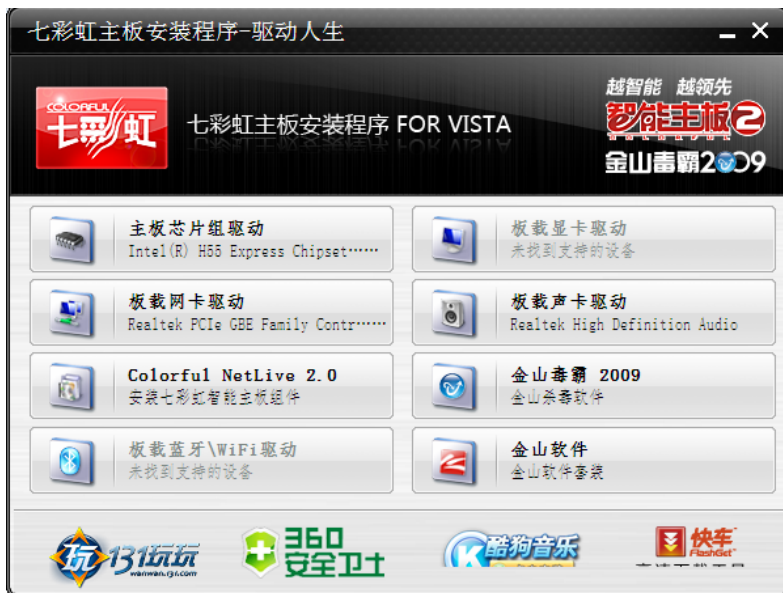 七彩虹主板安装程序-驱动人生
越智能 越领先
COLORFUL
七彩虹
七彩虹主板安装程序 FOR VISTA
智能主板2
COLORFUL
金山毒霸2009
主板芯片组驱动
Intel(R) H55 Express Chipset……
板载显卡驱动
未找到支持的设备
板载网卡驱动
Realtek PCIe GBE Family Contr……
板载声卡驱动
Realtek High Definition Audio
Colorful NetLive 2.0
安装七彩虹智能主板组件
金山毒霸 2009
金山杀毒软件
板载蓝牙\WiFi驱动
未找到支持的设备
金山软件
金山软件套装
玩
131玩玩
wanwan.131.com
360
安全卫士
K
酷狗音乐
快车
FlashGet